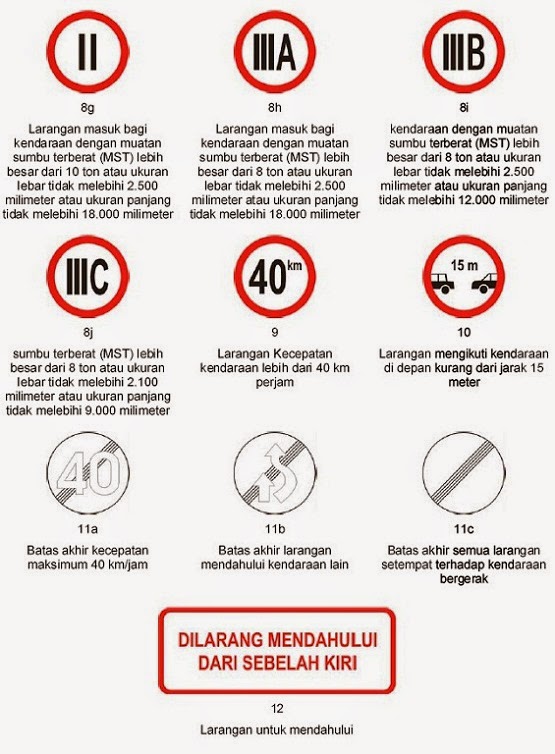 II
8g
Larangan masuk bagi
kendaraan dengan muatan
sumbu terberat (MST) lebih
besar dari 10 ton atau ukuran
lebar tidak melebihi 2.500
milimeter atau ukuran panjang
tidak melebihi 18.000 milimeter
IIIA
8h
Larangan masuk bagi
kendaraan dengan muatan
sumbu terberat (MST) lebih
besar dari 8 ton atau ukuran
lebar tidak melebihi 2.500
milimeter atau ukuran panjang
tidak melebihi 18.000 milimeter
IIIB
8i
kendaraan dengan muatan
sumbu terberat (MST) lebih
besar dari 8 ton atau ukuran
lebar tidak melebihi 2.500
milimeter atau ukuran panjang
tidak melebihi 12.000 milimeter
IIIC
8j
sumbu terberat (MST) lebih
besar dari 8 ton atau ukuran
lebar tidak melebihi 2.100
milimeter atau ukuran panjang
tidak melebihi 9.000 milimeter
40 km
9
Larangan Kecepatan
kendaraan lebih dari 40 km
perjam
15 m
10
Larangan mengikuti kendaraan
di depan kurang dari jarak 15
meter
40
11a
Batas akhir kecepatan
maksimum 40 km/jam
11b
Batas akhir larangan
mendahului kendaraan lain
11c
Batas akhir semua larangan
setempat terhadap kendaraan
bergerak
DILARANG MENDAHULUI
DARI SEBELAH KIRI
12
Larangan untuk mendahului